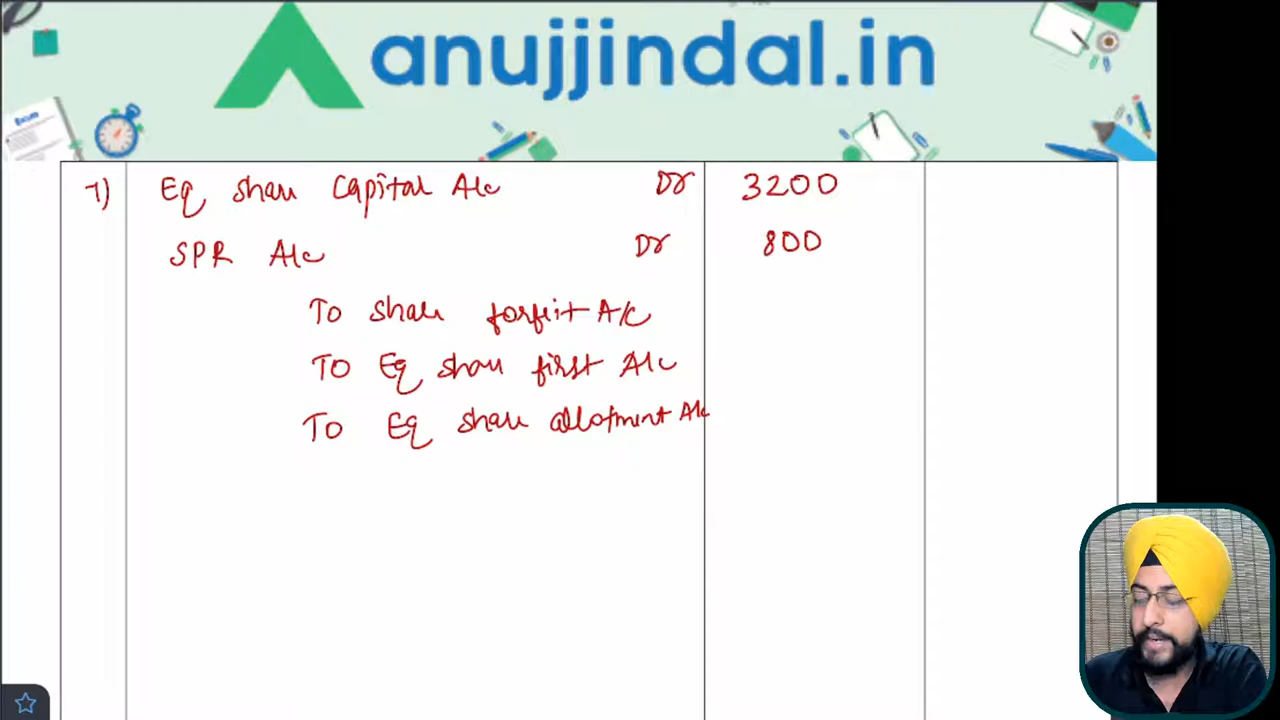 anujjindal.in
7) Eq share Capital A/c Dr 3200
SPR A/c Dr 800
To share forfeit A/c
To Eq share first A/c
To Eq share allotment A/c